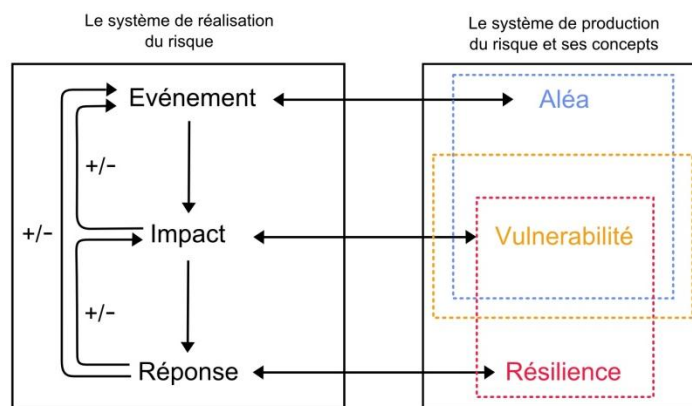 Le système de réalisation
du risque
Le système de production
du risque et ses concepts
Evénement
Aléa
+/-
+/-
Impact
Vulnerabilité
+/-
Réponse
Résilience